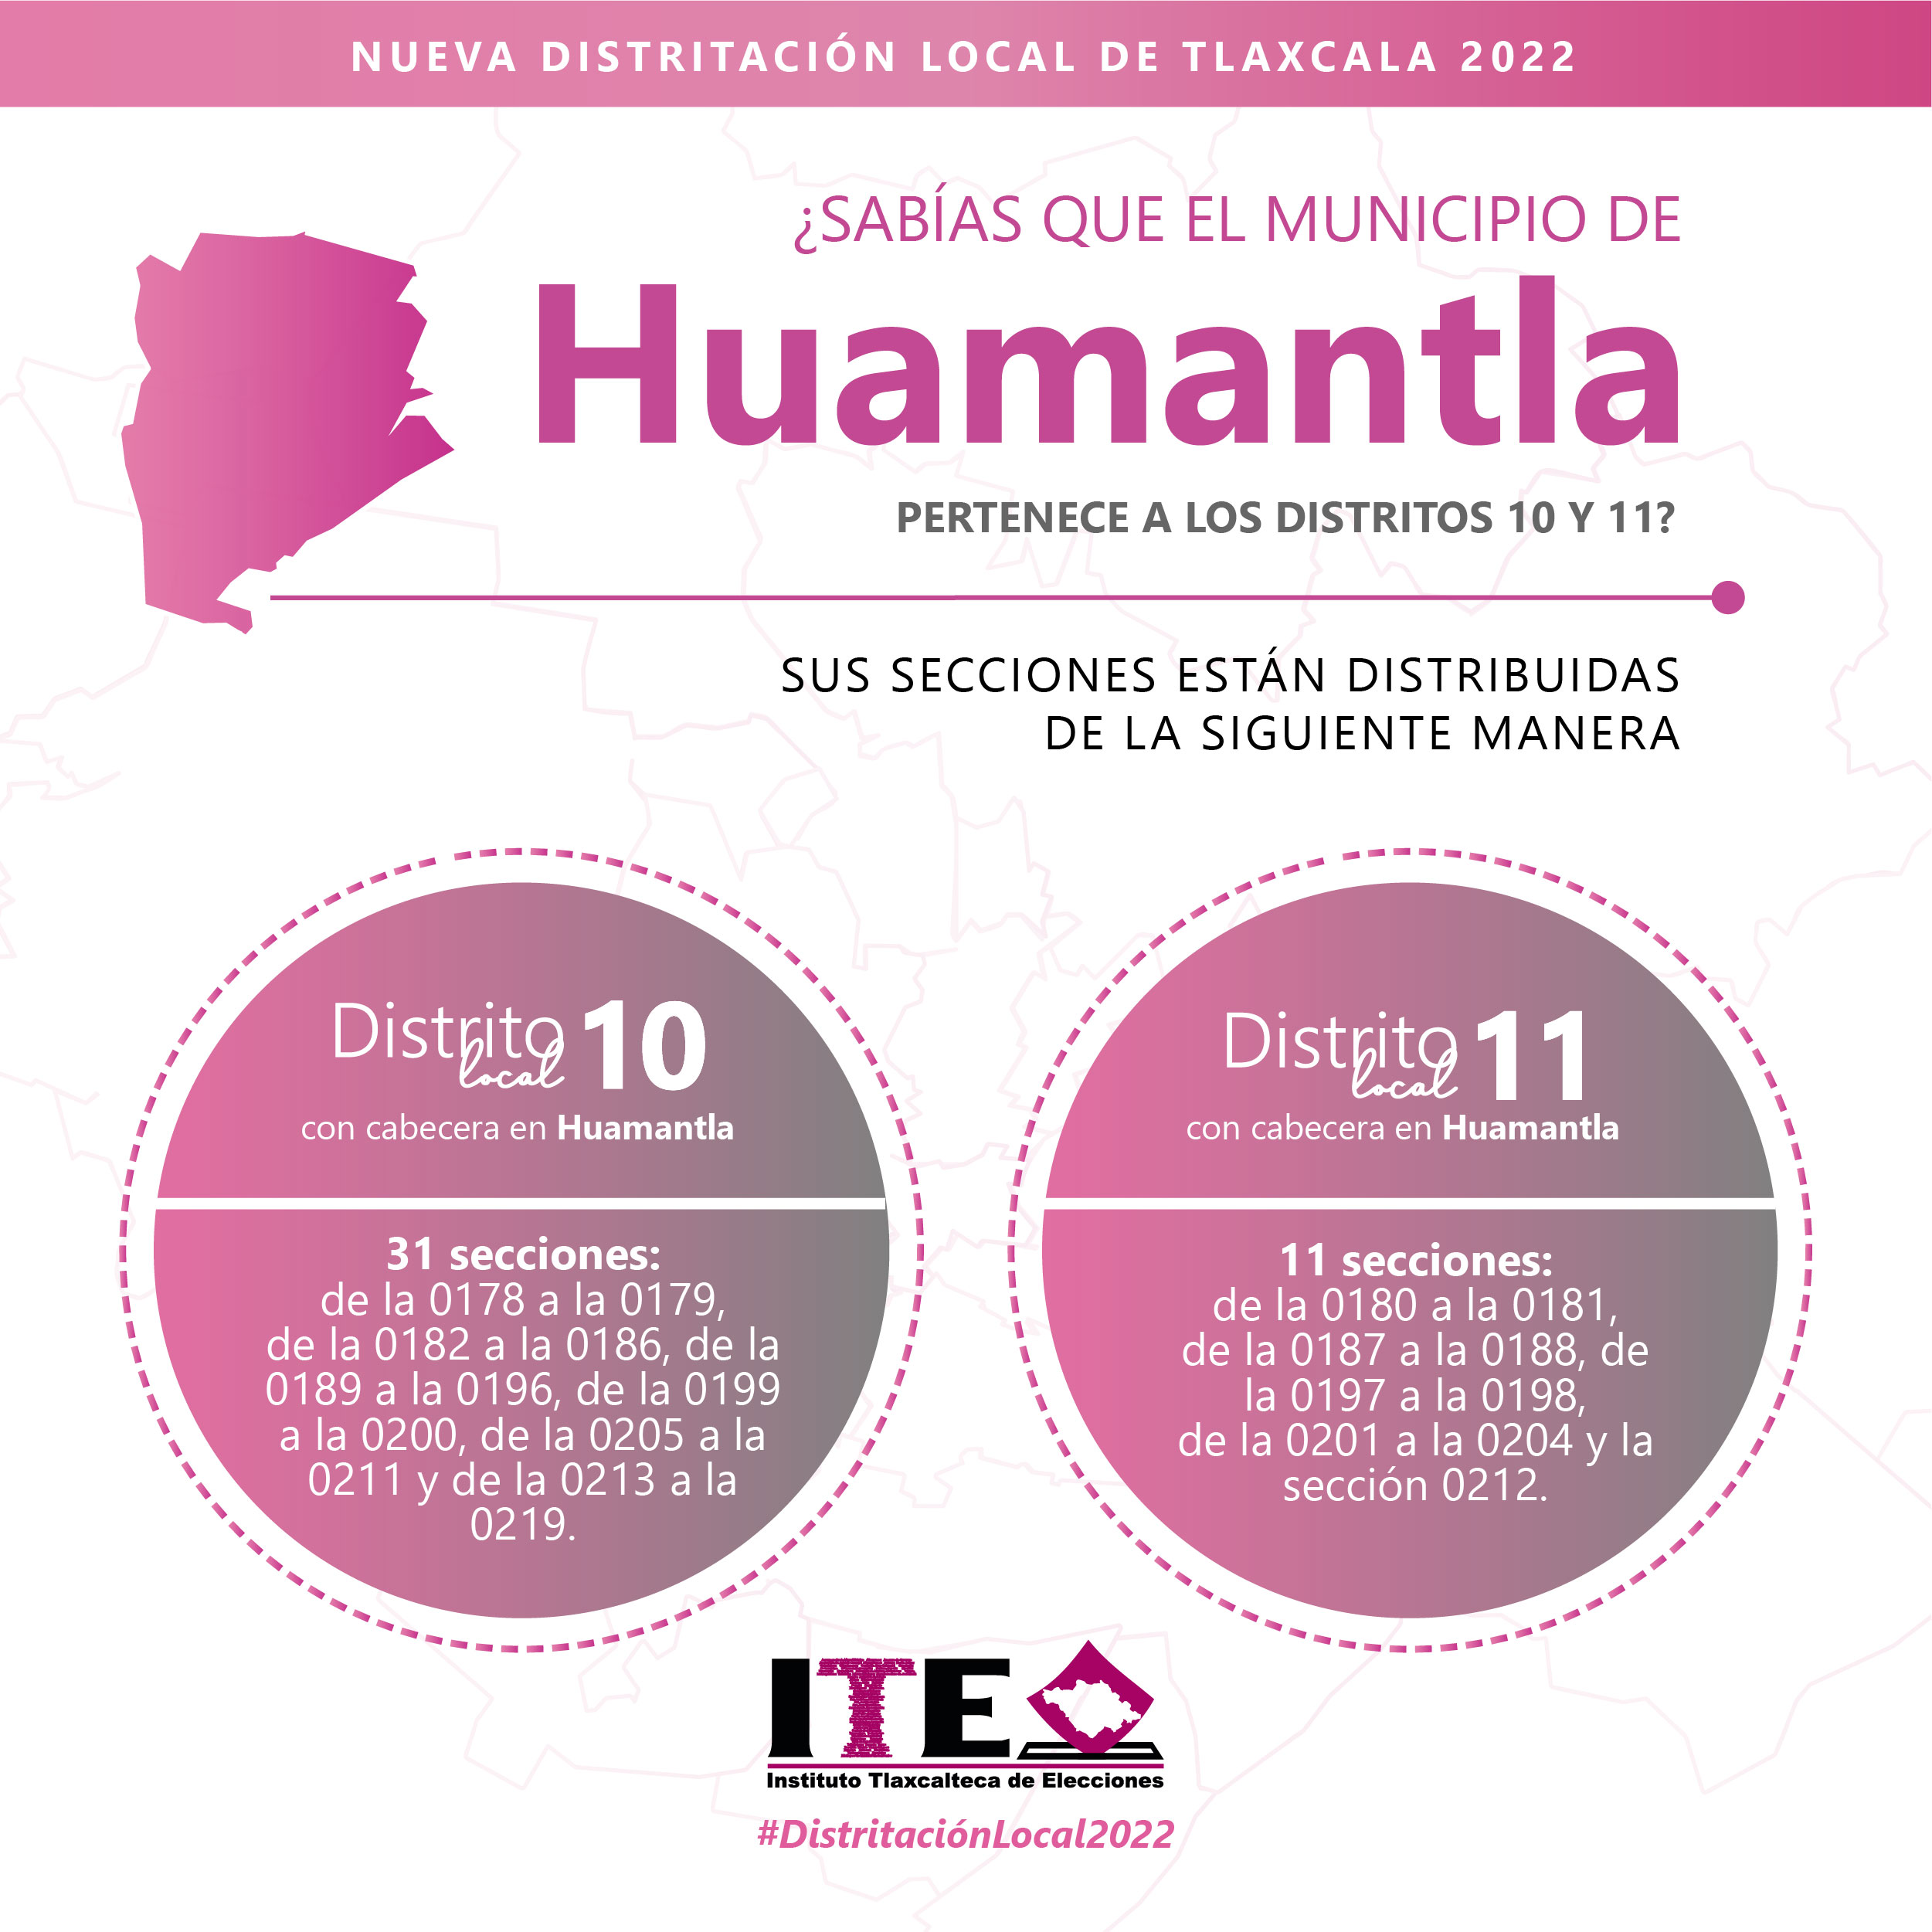 NUEVA DISTRITACIÓN LOCAL DE TLAXCALA 2022
¿SABÍAS QUE EL MUNICIPIO DE
Huamantla
PERTENECE A LOS DISTRITOS 10 Y 11?
SUS SECCIONES ESTÁN DISTRIBUIDAS
DE LA SIGUIENTE MANERA
Distrito local 10
con cabecera en Huamantla
31 secciones:
de la 0178 a la 0179,
de la 0182 a la 0186, de la
0189 a la 0196, de la 0199
a la 0200, de la 0205 a la
0211 y de la 0213 a la
0219.
Distrito local 11
con cabecera en Huamantla
11 secciones:
de la 0180 a la 0181,
de la 0187 a la 0188, de
la 0197 a la 0198,
de la 0201 a la 0204 y la
sección 0212.
ITE
Instituto Tlaxcalteca de Elecciones
#DistritaciónLocal2022